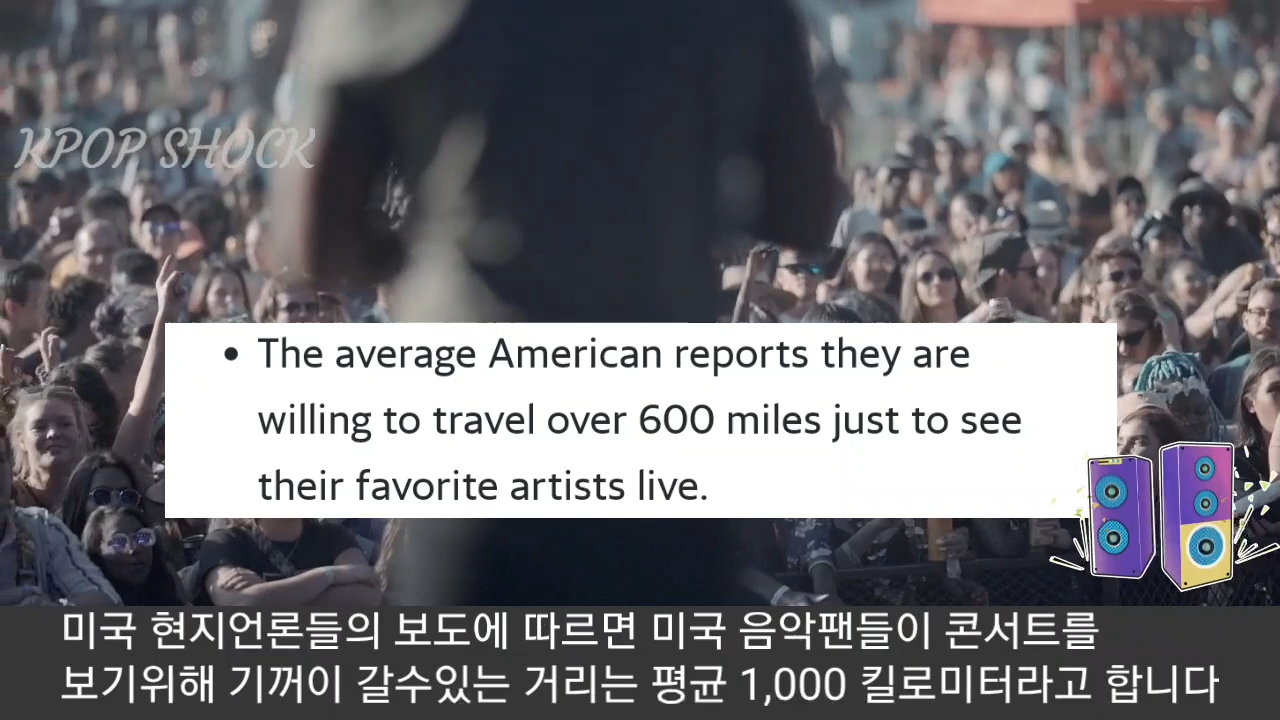 KPOP SHOCK
• The average American reports they are
willing to travel over 600 miles just to see
their favorite artists live.
미국 현지언론들의 보도에 따르면 미국 음악팬들이 콘서트를
보기위해 기꺼이 갈수있는 거리는 평균 1,000 킬로미터라고 합니다